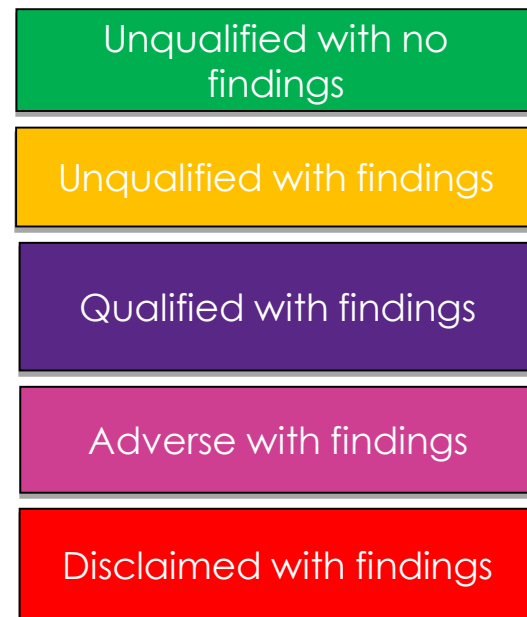 Unqualified with no
findings
Unqualified with findings
Qualified with findings
Adverse with findings
Disclaimed with findings